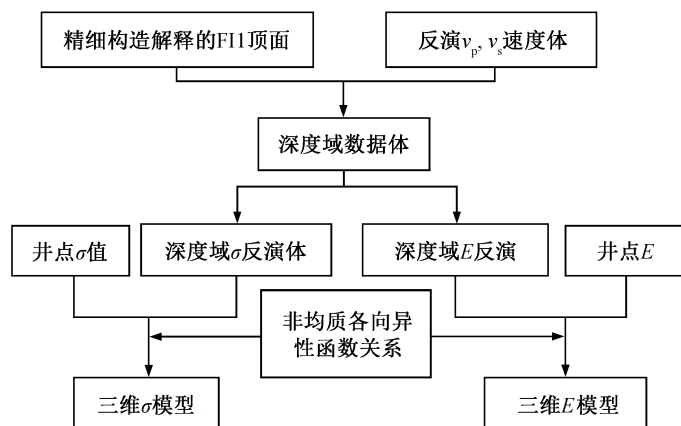 精细构造解释的FI1顶面
反演vp, vs速度体
深度域数据体
井点σ值
深度域σ反演体
深度域E反演
井点E
非均质各向异
性函数关系
三维σ模型
三维E模型